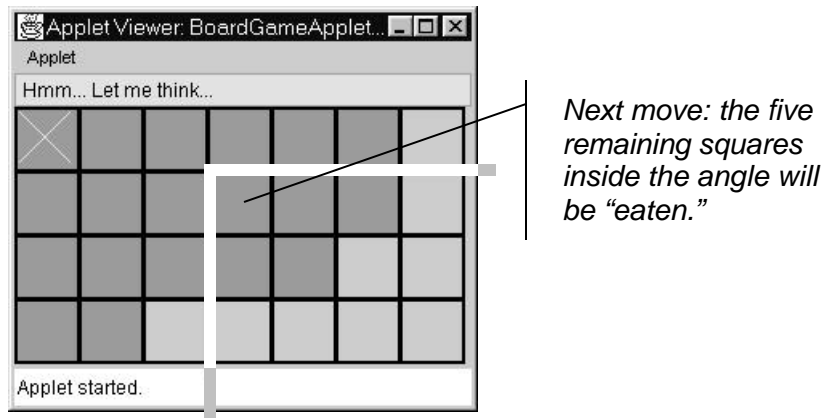 Applet Viewer: BoardGameApplet...
Applet
Hmm... Let me think...
Next move: the five
remaining squares
inside the angle will
be “eaten.”
Applet started.